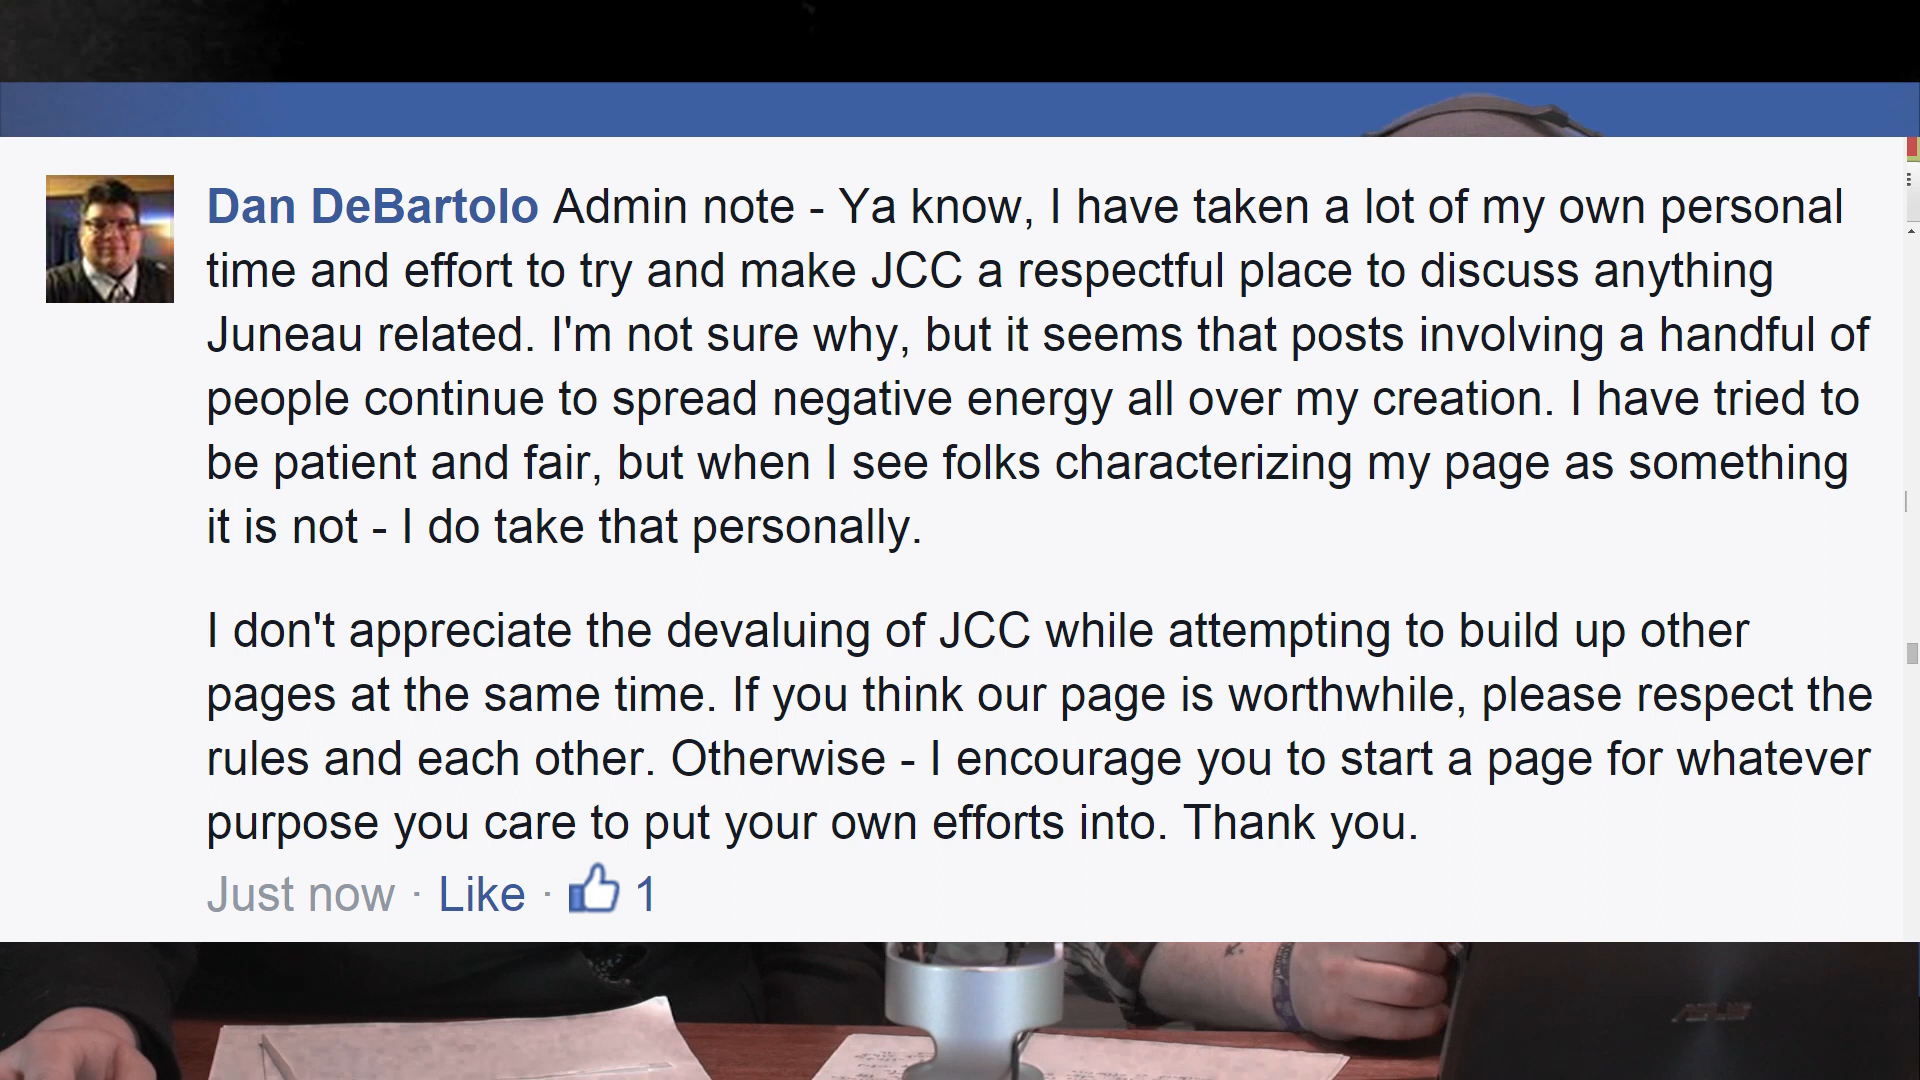 Dan DeBartolo Admin note - Ya know, I have taken a lot of my own personal
time and effort to try and make JCC a respectful place to discuss anything
Juneau related. I'm not sure why, but it seems that posts involving a handful of
people continue to spread negative energy all over my creation. I have tried to
be patient and fair, but when I see folks characterizing my page as something
it is not - I do take that personally.
I don't appreciate the devaluing of JCC while attempting to build up other
pages at the same time. If you think our page is worthwhile, please respect the
rules and each other. Otherwise - I encourage you to start a page for whatever
purpose you care to put your own efforts into. Thank you.
Just now · Like · 1
ASUS